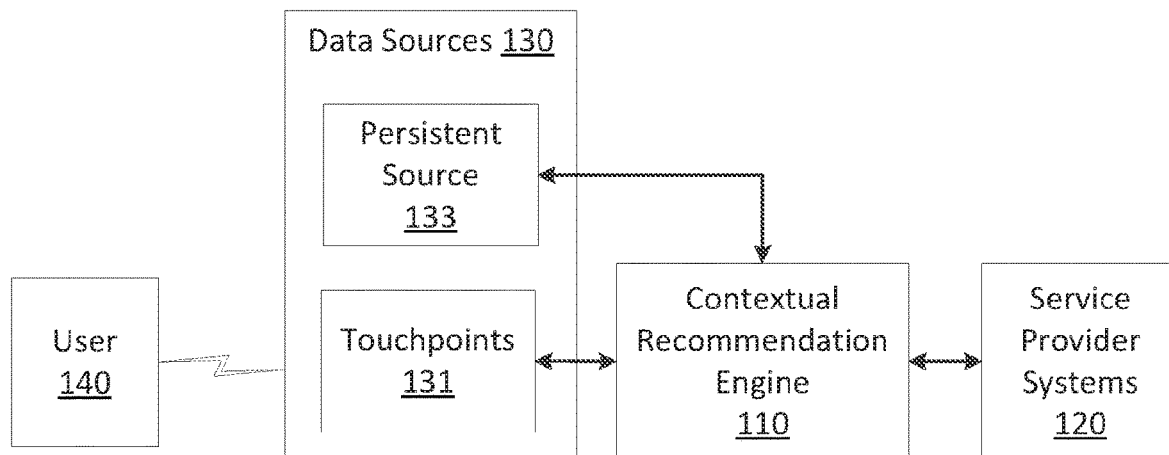 Data Sources 130
Persistent
Source
133
User
140
Touchpoints
131
Contextual
Recommendation
Engine
110
Service
Provider
Systems
120